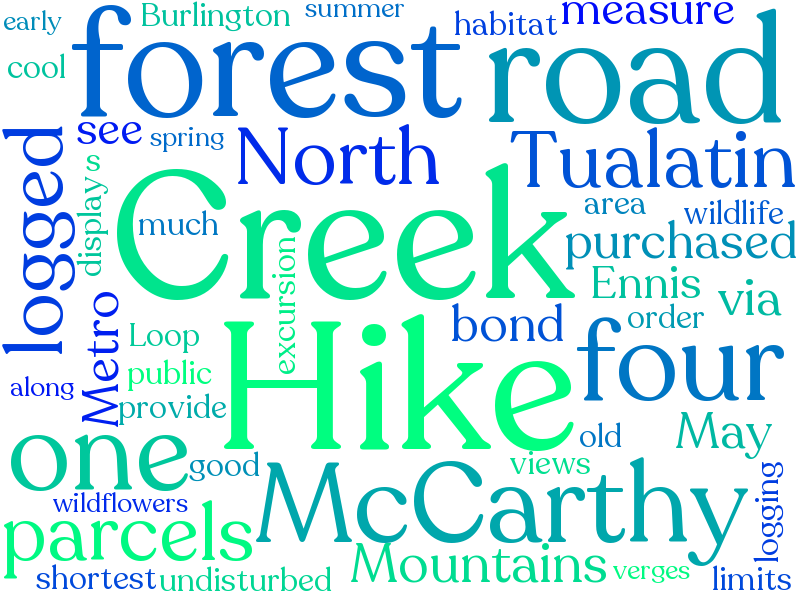 early
Burlington
summer
habitat
measure
cool
forest
road
see
spring
North
Tualatin
logged
s
display
Creek
much
area
wildlife
purchased
excursion
Ennis
via
Metro
Loop
bond
order
four
public
along
provide
Hike
one
good
old
May
views
wildflowers
McCarthy
logging
parcels
Mountains
verges
shortest
undisturbed
limits